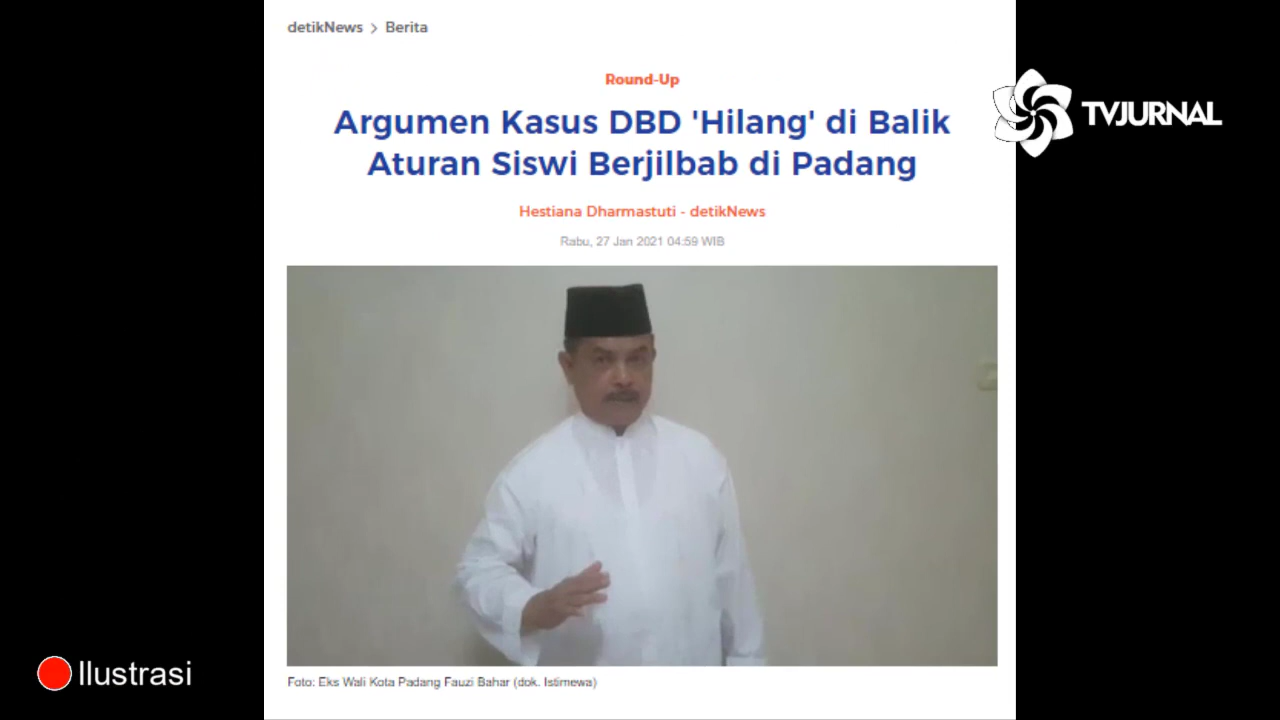 detikNews > Berita
Round-Up
Argumen Kasus DBD 'Hilang' di Balik
Aturan Siswi Berjilbab di Padang
Hestiana Dharmastuti - detikNews
Rabu, 27 Jan 2021 04:59 WIB
TVJURNAL
Ilustrasi
Foto: Eks Wali Kota Padang Fauzi Bahar (dok. Istimewa)